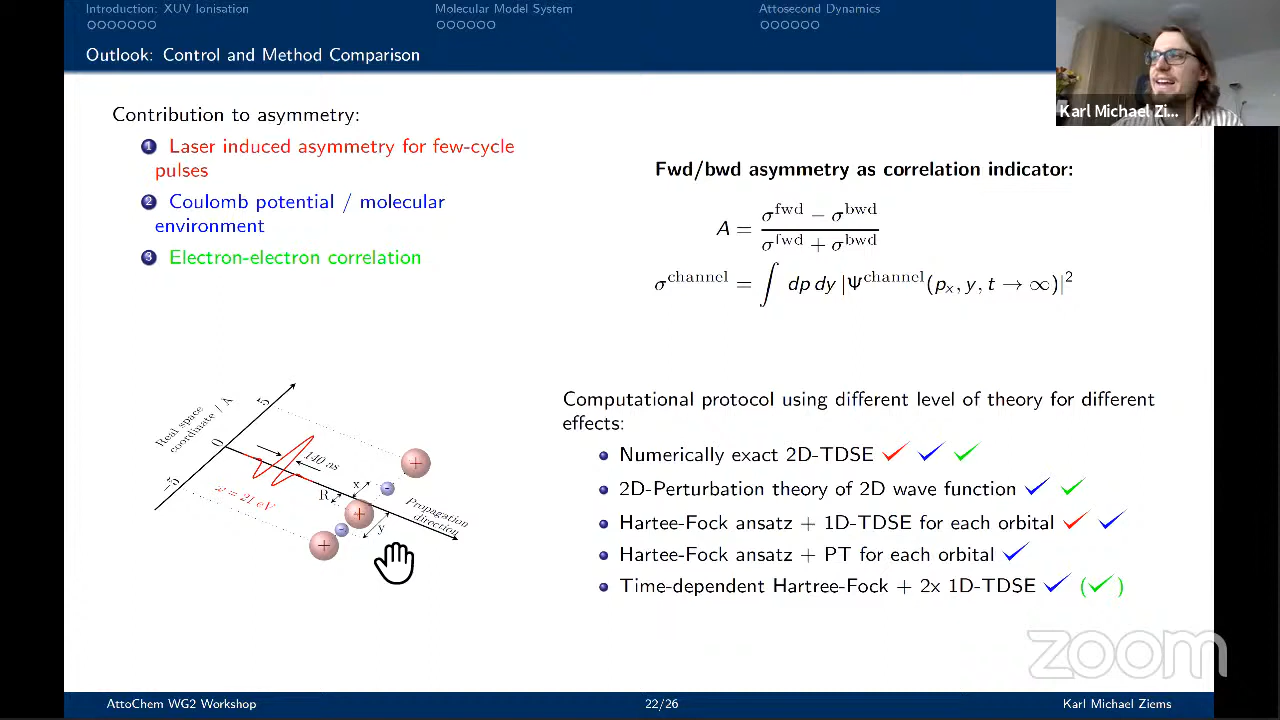 Introduction: XUV Ionisation
Molecular Model System
Attosecond Dynamics
Outlook: Control and Method Comparison
Karl Michael Zi...
Contribution to asymmetry:
1 Laser induced asymmetry for few-cycle
pulses
2 Coulomb potential / molecular
environment
3 Electron-electron correlation
Fwd/bwd asymmetry as correlation indicator:
A = (σ^fwd − σ^bwd) / (σ^fwd + σ^bwd)
σ^channel = ∫ dp dy |Ψ^channel(pₓ, y, t → ∞)|²
Real space
coordinate / Å
5
0
-5
140 as
ω = 21 eV
R
x
y
+
-
+
-
+
Propagation
direction
Computational protocol using different level of theory for different
effects:
Numerically exact 2D-TDSE ✓ ✓ ✓
2D-Perturbation theory of 2D wave function ✓ ✓
Hartee-Fock ansatz + 1D-TDSE for each orbital ✓ ✓
Hartee-Fock ansatz + PT for each orbital ✓
Time-dependent Hartree-Fock + 2x 1D-TDSE ✓ (✓)
zoom
AttoChem WG2 Workshop
22/26
Karl Michael Ziems